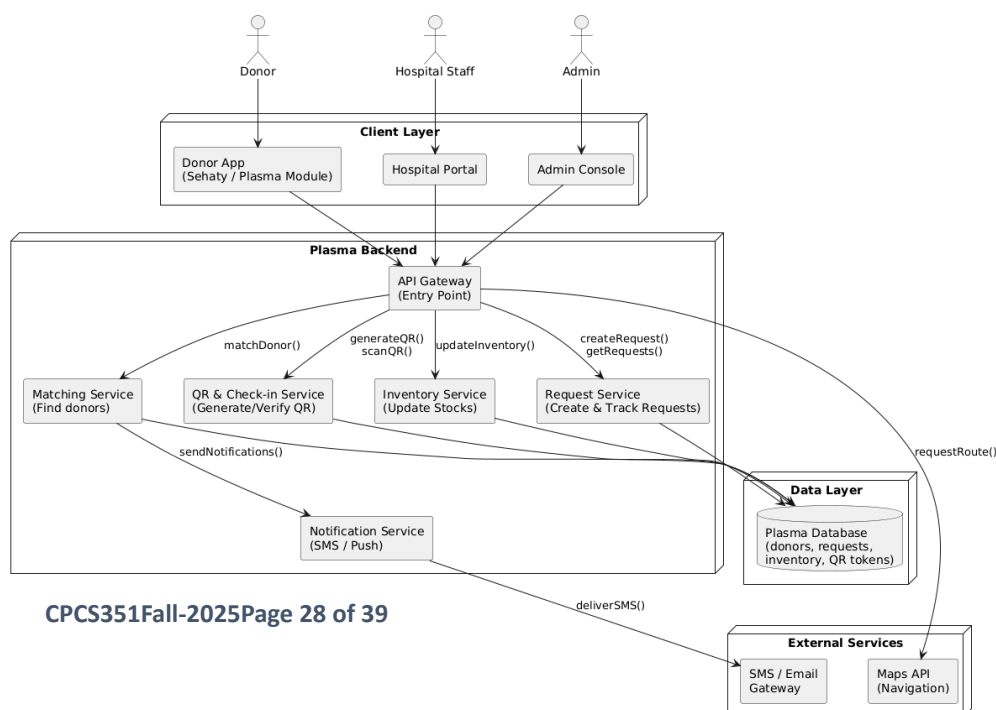 Donor
Hospital Staff
Admin
Client Layer
Donor App
(Sehaty / Plasma Module)
Hospital Portal
Admin Console
Plasma Backend
API Gateway
(Entry Point)
matchDonor()
generateQR()
scanQR()
updateInventory()
createRequest()
getRequests()
Matching Service
(Find donors)
QR & Check-in Service
(Generate/Verify QR)
Inventory Service
(Update Stocks)
Request Service
(Create & Track Requests)
sendNotifications()
requestRoute()
Data Layer
Plasma Database
(donors, requests,
inventory, QR tokens)
Notification Service
(SMS / Push)
CPCS351Fall-2025Page 28 of 39
deliverSMS()
External Services
SMS / Email
Gateway
Maps API
(Navigation)